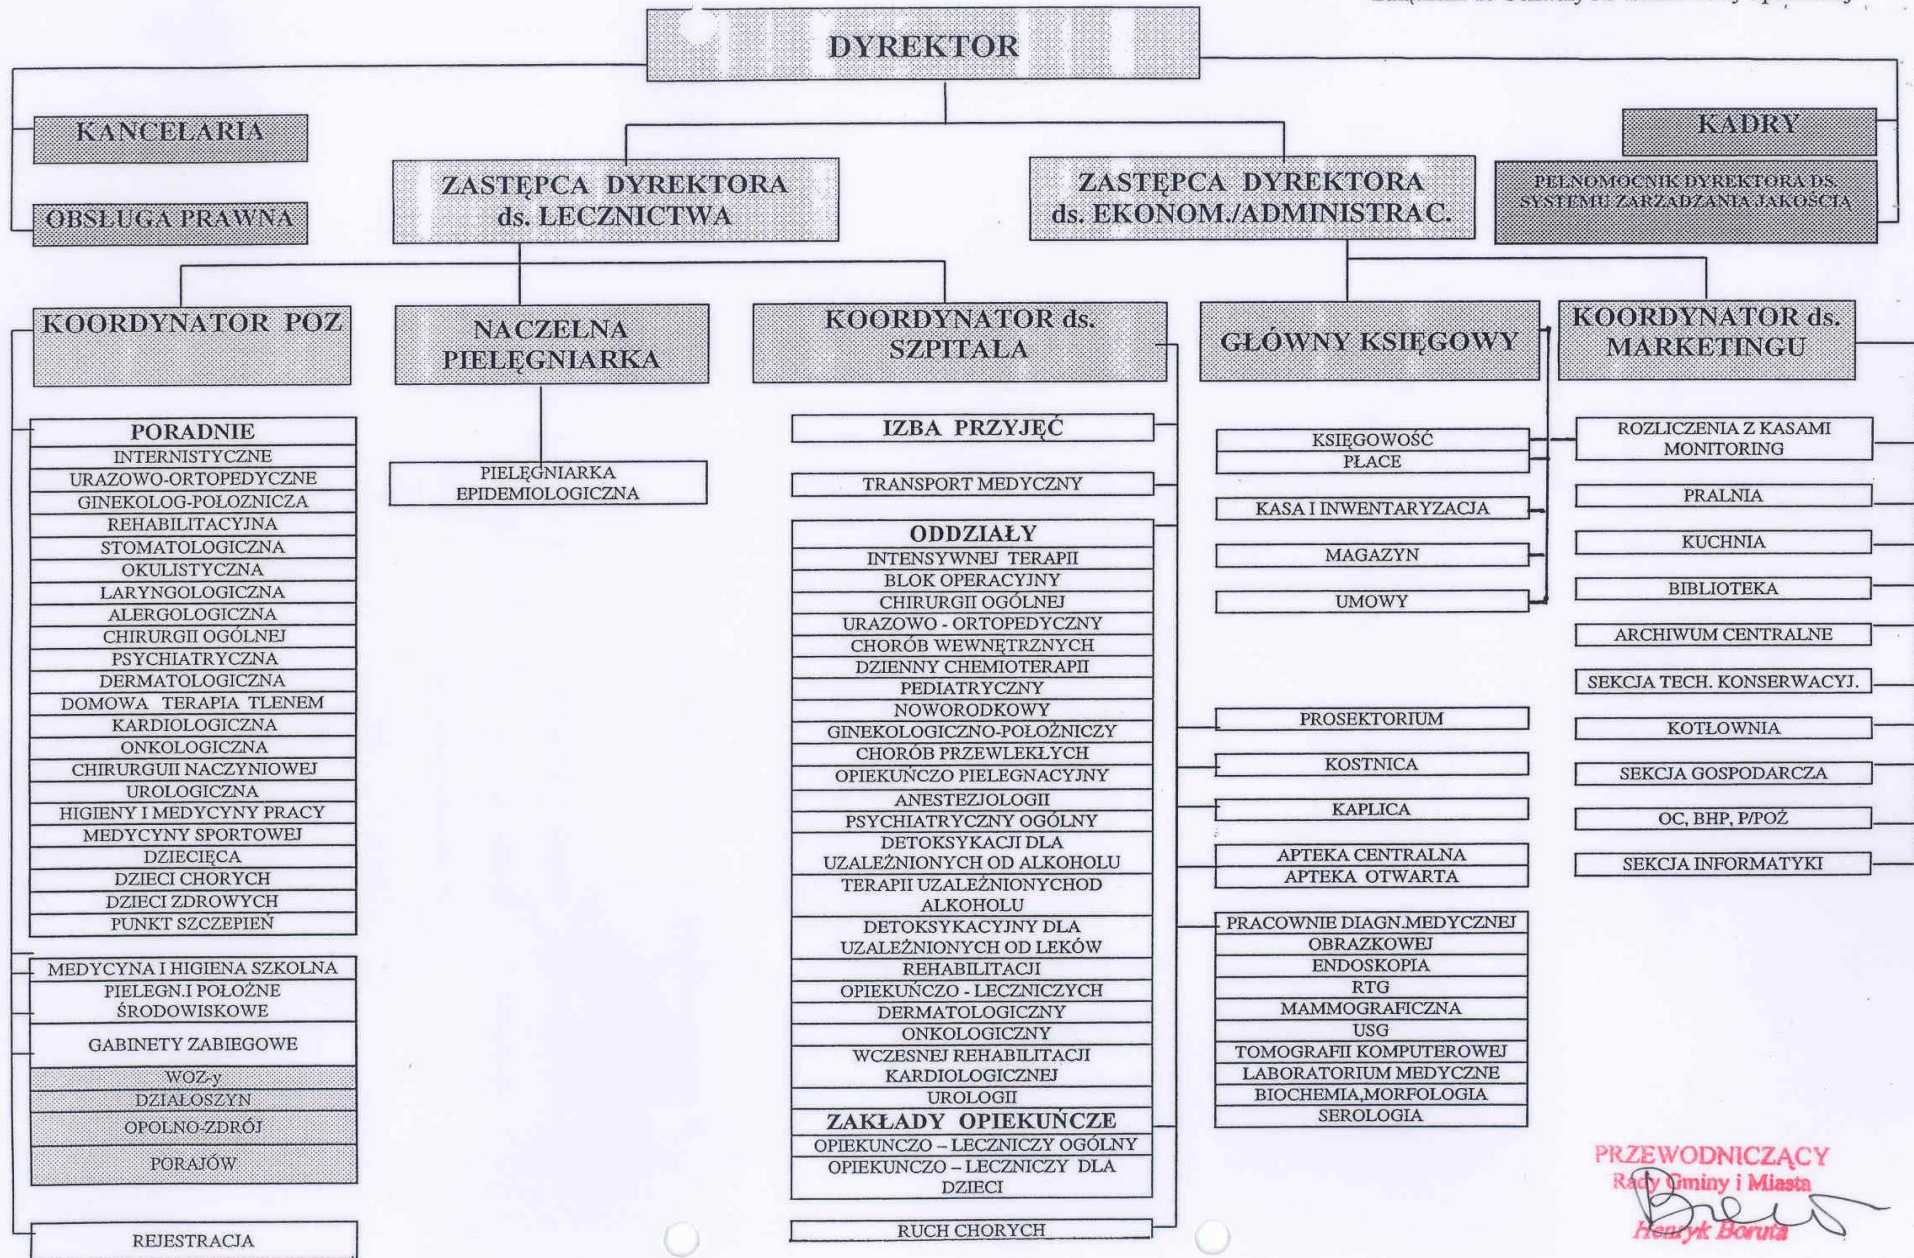 DYREKTOR
KANCELARIA
OBSŁUGA PRAWNA
ZASTĘPCA DYREKTORA
ds. LECZNICTWA
ZASTĘPCA DYREKTORA
ds. EKONOM./ADMINISTRAC.
KADRY
PEŁNOMOCNIK DYREKTORA DS.
SYSTEMU ZARZĄDZANIA JAKOŚCIĄ
KOORDYNATOR POZ
NACZELNA
PIELĘGNIARKA
KOORDYNATOR ds.
SZPITALA
GŁÓWNY KSIĘGOWY
KOORDYNATOR ds.
MARKETINGU
PORADNIE
INTERNISTYCZNE
URAZOWO-ORTOPEDYCZNE
GINEKOLOG-POŁOZNICZA
REHABILITACYJNA
STOMATOLOGICZNA
OKULISTYCZNA
LARYNGOLOGICZNA
ALERGOLOGICZNA
CHIRURGII OGÓLNEJ
PSYCHIATRYCZNA
DERMATOLOGICZNA
DOMOWA TERAPIA TLENEM
KARDIOLOGICZNA
ONKOLOGICZNA
CHIRURGUII NACZYNIOWEJ
UROLOGICZNA
HIGIENY I MEDYCYNY PRACY
MEDYCYNY SPORTOWEJ
DZIECIĘCA
DZIECI CHORYCH
DZIECI ZDROWYCH
PUNKT SZCZEPIEŃ
MEDYCYNA I HIGIENA SZKOLNA
PIELEGN.I POŁOŻNE
ŚRODOWISKOWE
GABINETY ZABIEGOWE
WOZ-y
DZIAŁOSZYN
OPOLNO-ZDRÓJ
PORAJÓW
REJESTRACJA
PIELĘGNIARKA
EPIDEMIOLOGICZNA
IZBA PRZYJĘĆ
TRANSPORT MEDYCZNY
ODDZIAŁY
INTENSYWNEJ TERAPII
BLOK OPERACYJNY
CHIRURGII OGÓLNEJ
URAZOWO - ORTOPEDYCZNY
CHORÓB WEWNĘTRZNYCH
DZIENNY CHEMIOTERAPII
PEDIATRYCZNY
NOWORODKOWY
GINEKOLOGICZNO-POŁOŻNICZY
CHORÓB PRZEWLEKŁYCH
OPIEKUŃCZO PIELEGNACYJNY
ANESTEZJOLOGII
PSYCHIATRYCZNY OGÓLNY
DETOKSYKACJI DLA
UZALEŻNIONYCH OD ALKOHOLU
TERAPII UZALEŻNIONYCHOD
ALKOHOLU
DETOKSYKACYJNY DLA
UZALEŻNIONYCH OD LEKÓW
REHABILITACJI
OPIEKUŃCZO - LECZNICZYCH
DERMATOLOGICZNY
ONKOLOGICZNY
WCZESNEJ REHABILITACJI
KARDIOLOGICZNEJ
UROLOGII
ZAKŁADY OPIEKUŃCZE
OPIEKUNCZO – LECZNICZY OGÓLNY
OPIEKUNCZO – LECZNICZY DLA
DZIECI
RUCH CHORYCH
KSIĘGOWOŚĆ
PŁACE
KASA I INWENTARYZACJA
MAGAZYN
UMOWY
PROSEKTORIUM
KOSTNICA
KAPLICA
APTEKA CENTRALNA
APTEKA OTWARTA
PRACOWNIE DIAGN.MEDYCZNEJ
OBRAZKOWEJ
ENDOSKOPIA
RTG
MAMMOGRAFICZNA
USG
TOMOGRAFII KOMPUTEROWEJ
LABORATORIUM MEDYCZNE
BIOCHEMIA,MORFOLOGIA
SEROLOGIA
ROZLICZENIA Z KASAMI
MONITORING
PRALNIA
KUCHNIA
BIBLIOTEKA
ARCHIWUM CENTRALNE
SEKCJA TECH. KONSERWACYJ.
KOTŁOWNIA
SEKCJA GOSPODARCZA
OC, BHP, P/POŻ
SEKCJA INFORMATYKI
PRZEWODNICZĄCY
Rady Gminy i Miasta
Henryk Boruta